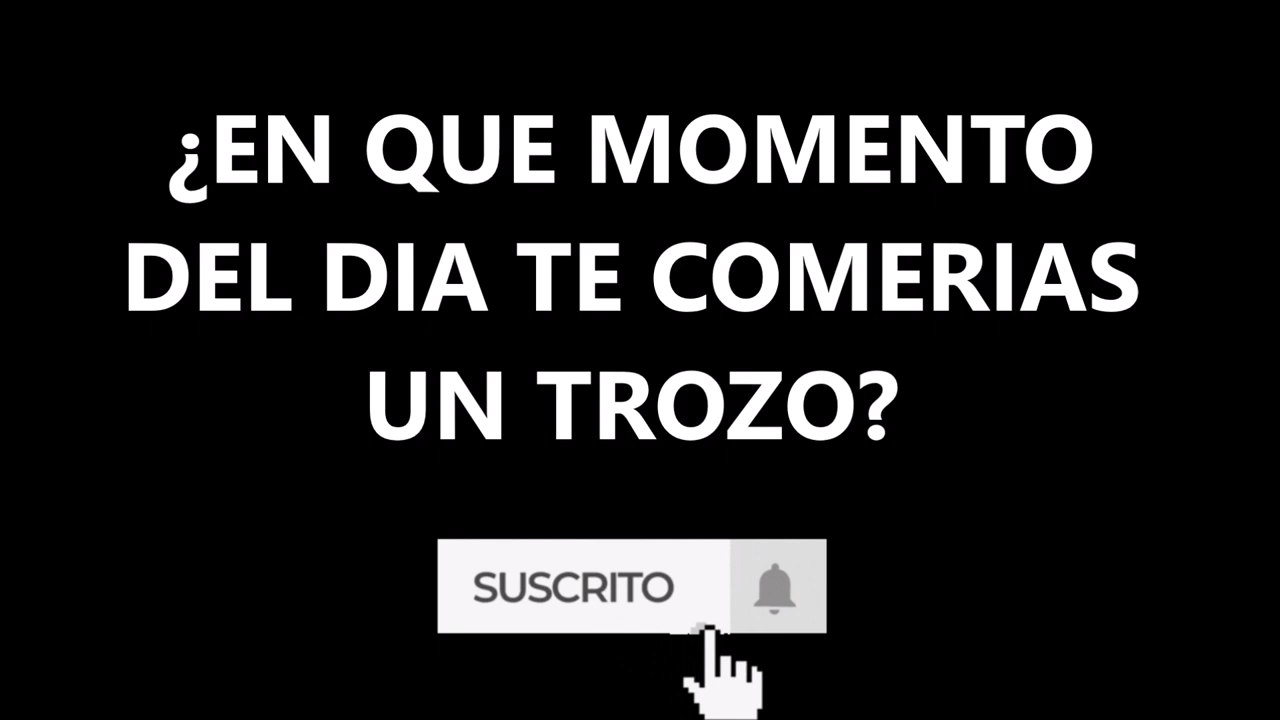 ¿EN QUE MOMENTO
DEL DIA TE COMERIAS
UN TROZO?
SUSCRITO